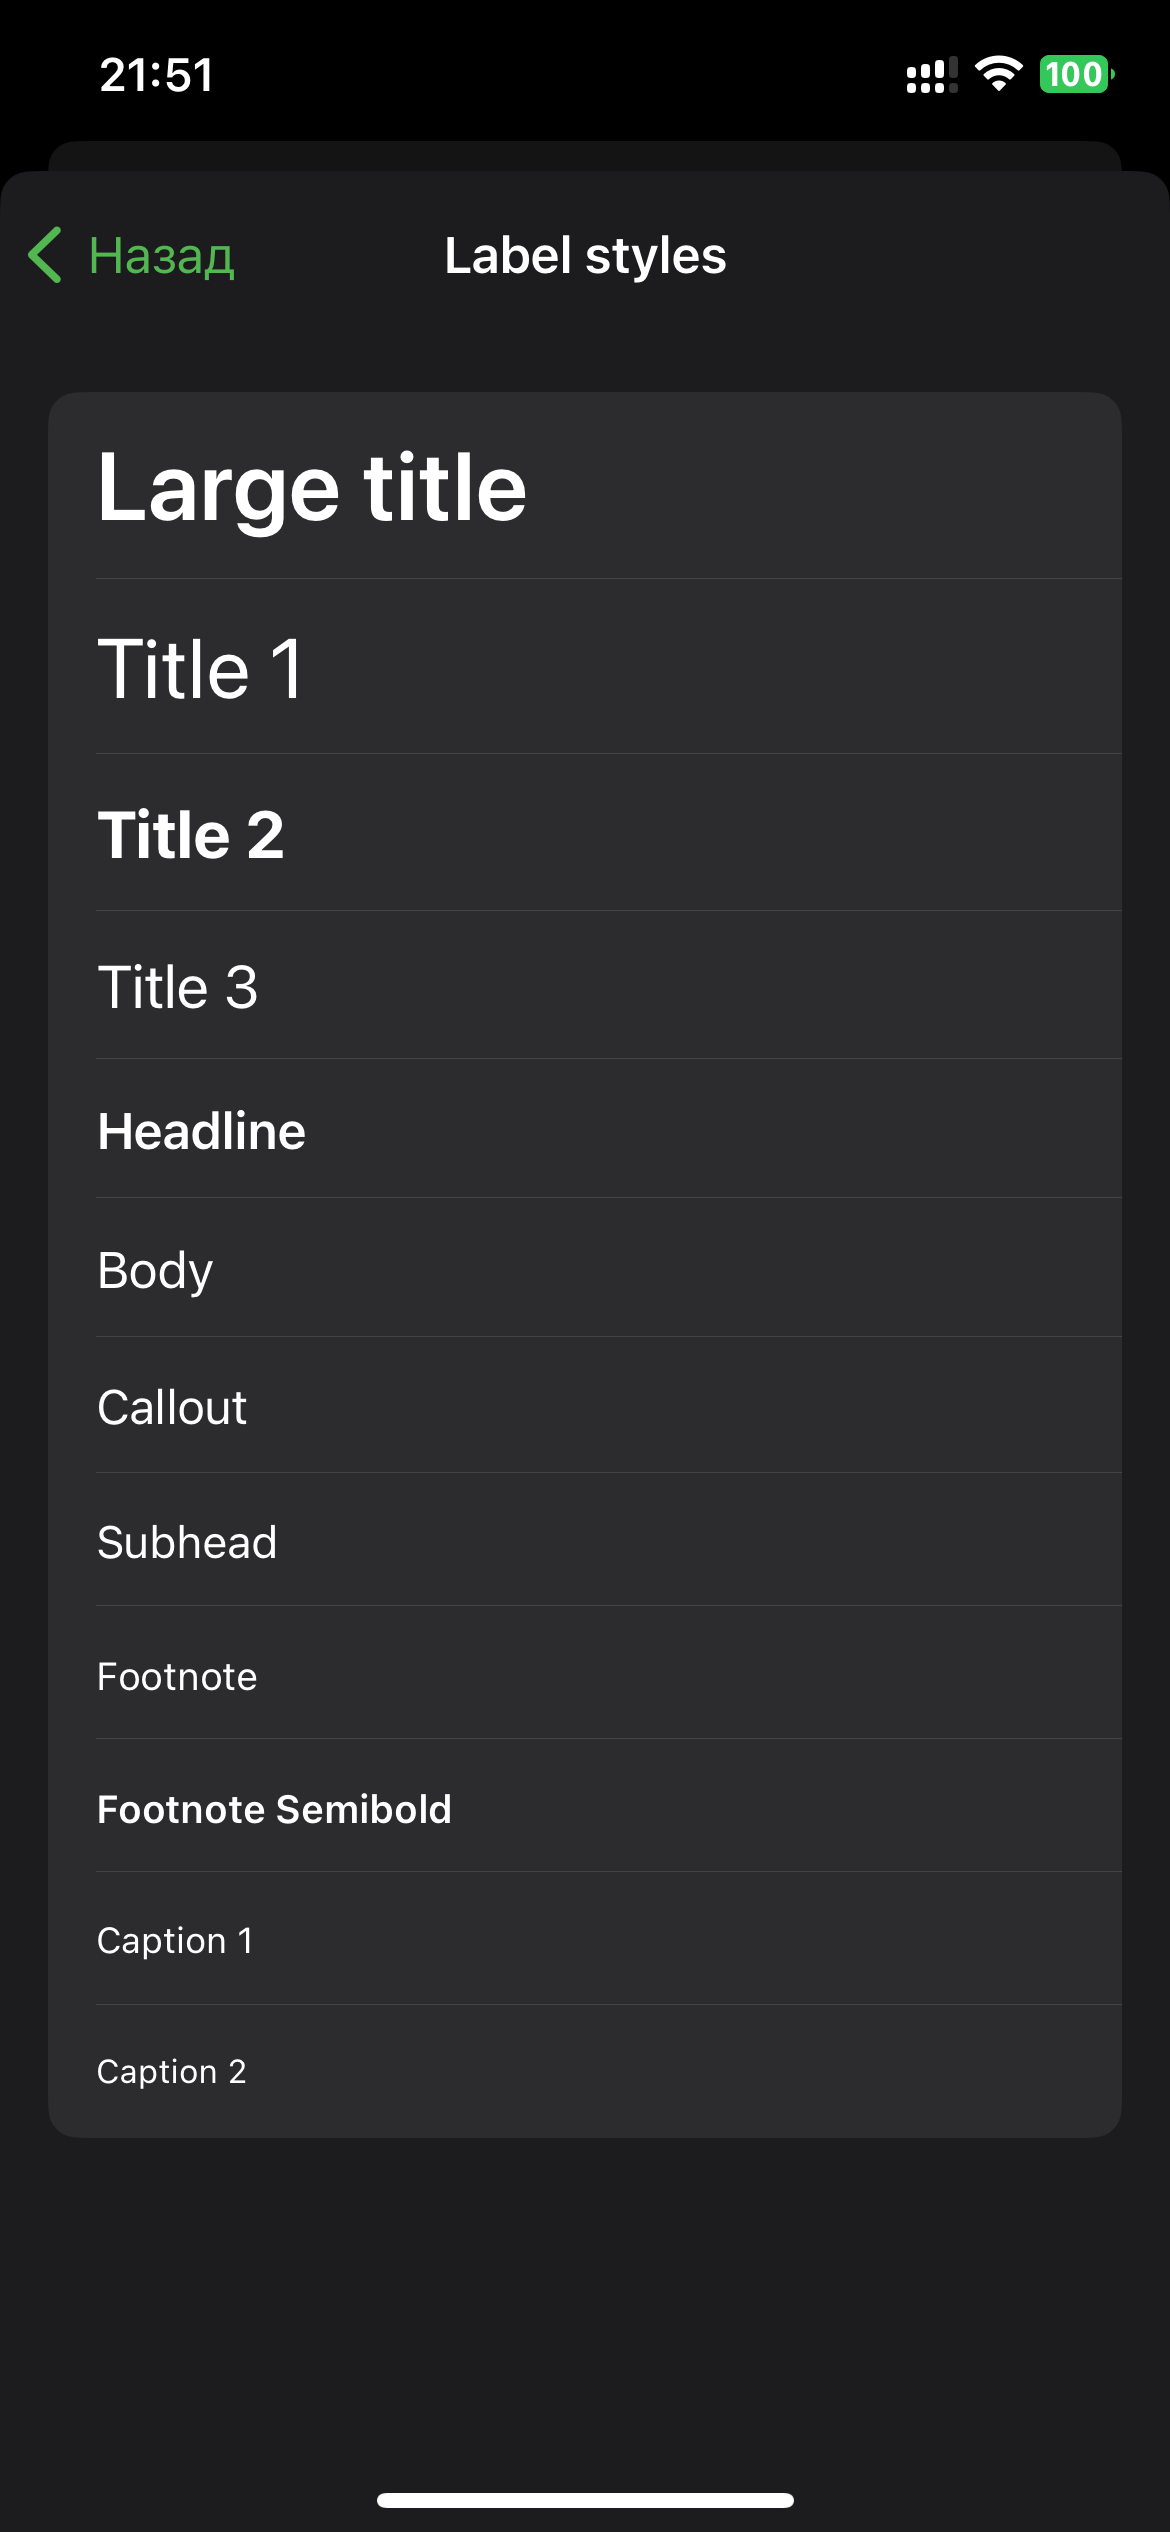 21:51
100
Назад
Label styles
Large title
Title 1
Title 2
Title 3
Headline
Body
Callout
Subhead
Footnote
Footnote Semibold
Caption 1
Caption 2